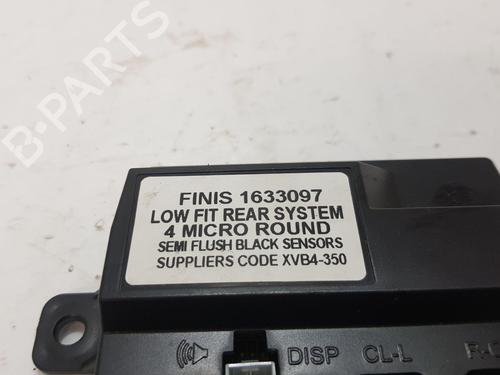 B-PARTS
FINIS 1633097
LOW FIT REAR SYSTEM
4 MICRO ROUND
SEMI FLUSH BLACK SENSORS
SUPPLIERS CODE XVB4-350
DISP CL-L